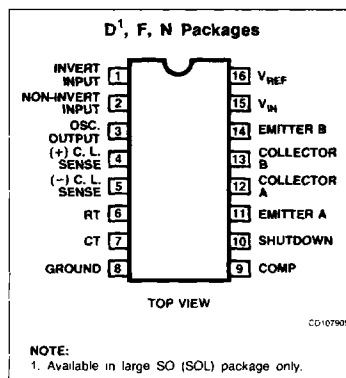 D1, F, N Packages
INVERT INPUT 1
NON-INVERT INPUT 2
OSC. OUTPUT 3
(+) C. L. SENSE 4
(−) C. L. SENSE 5
RT 6
CT 7
GROUND 8
16 VREF
15 VIN
14 EMITTER B
13 COLLECTOR B
12 COLLECTOR A
11 EMITTER A
10 SHUTDOWN
9 COMP
TOP VIEW
NOTE:
1. Available in large SO (SOL) package only.